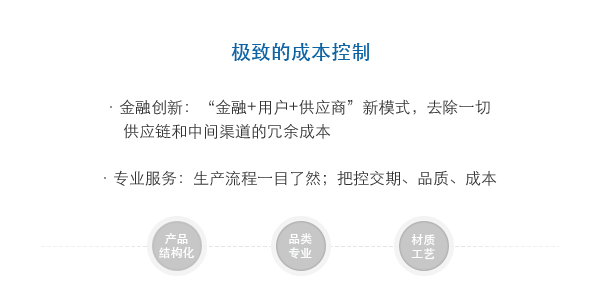 极致的成本控制
· 金融创新：“金融+用户+供应商”新模式，去除一切
供应链和中间渠道的冗余成本
· 专业服务：生产流程一目了然；把控交期、品质、成本
产品
结构化
品类
专业
材质
工艺